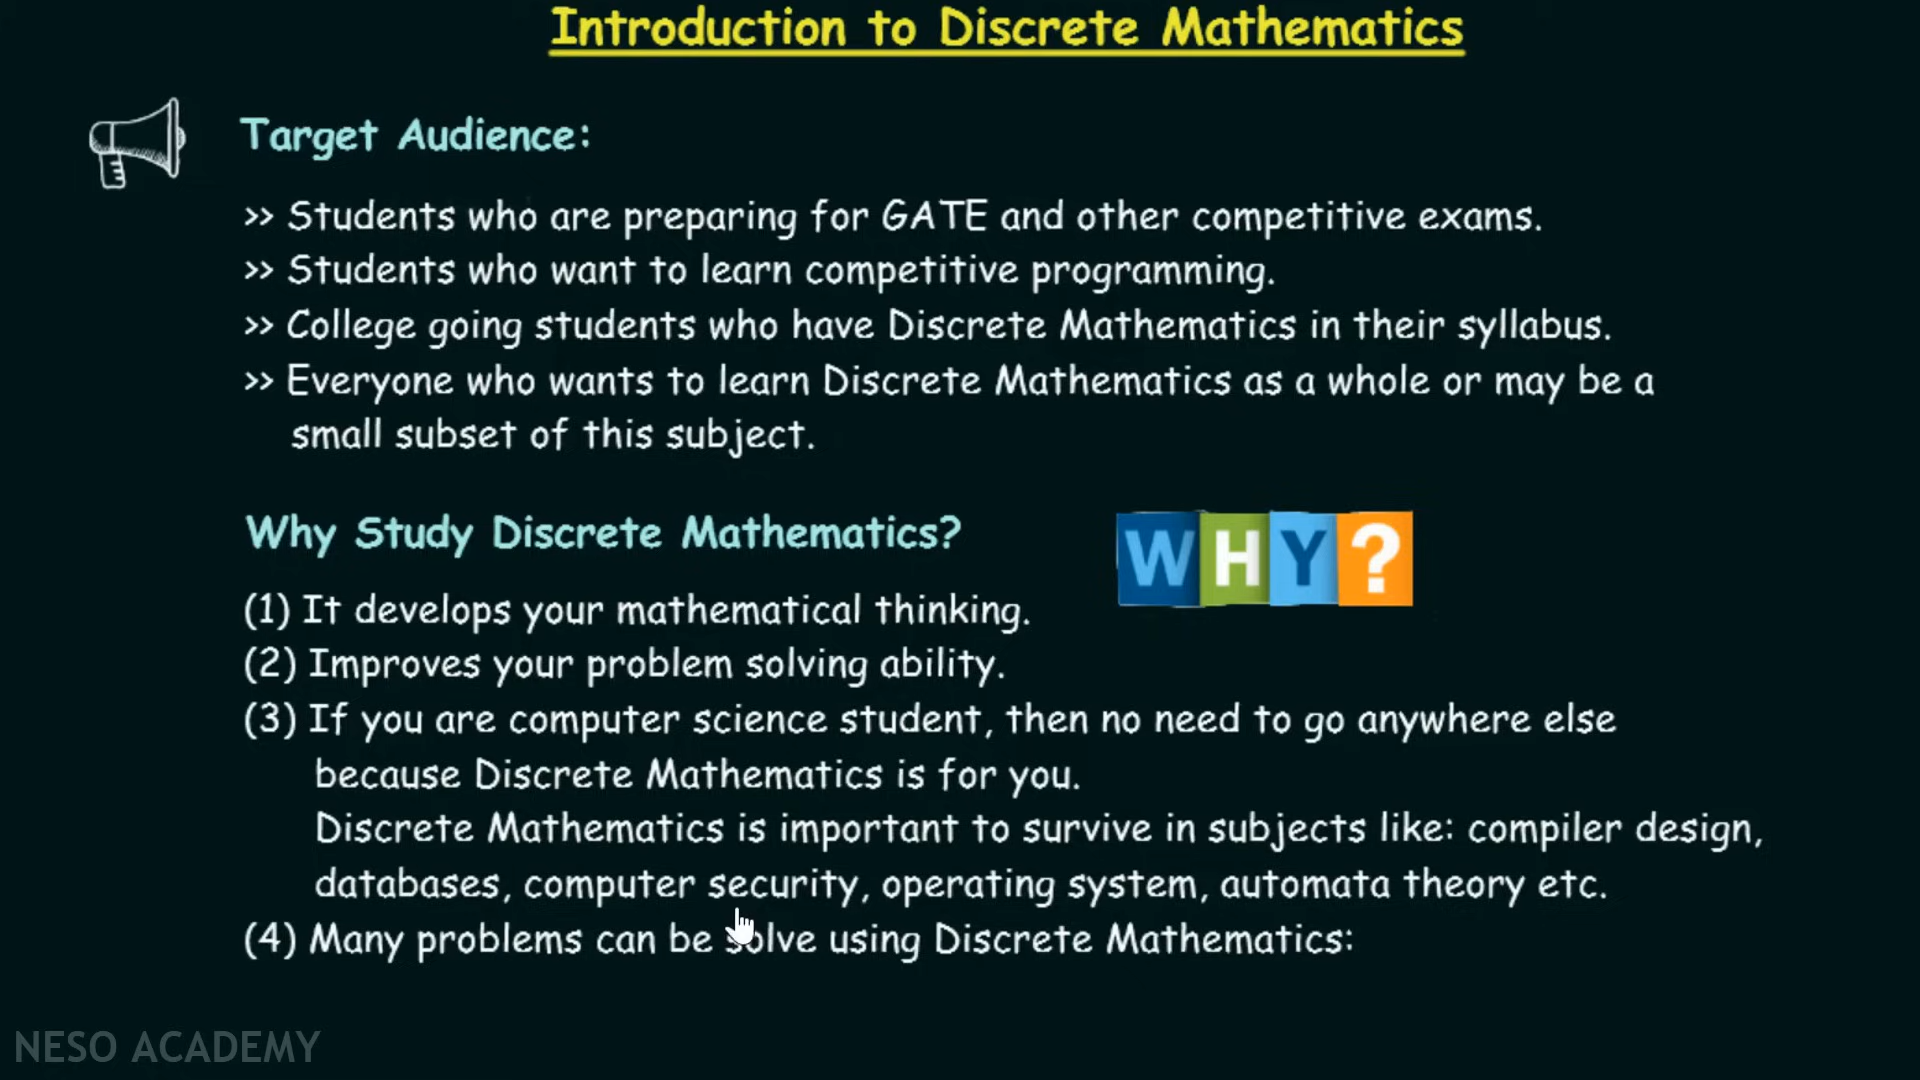 Introduction to Discrete Mathematics
Target Audience:
>> Students who are preparing for GATE and other competitive exams.
>> Students who want to learn competitive programming.
>> College going students who have Discrete Mathematics in their syllabus.
>> Everyone who wants to learn Discrete Mathematics as a whole or may be a
small subset of this subject.
Why Study Discrete Mathematics?
WHY?
(1) It develops your mathematical thinking.
(2) Improves your problem solving ability.
(3) If you are computer science student, then no need to go anywhere else
because Discrete Mathematics is for you.
Discrete Mathematics is important to survive in subjects like: compiler design,
databases, computer security, operating system, automata theory etc.
(4) Many problems can be solve using Discrete Mathematics:
NESO ACADEMY